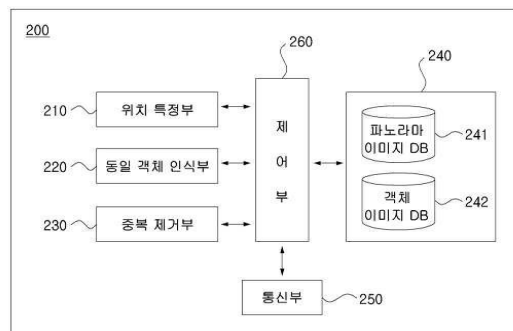 200
260
240
210
위치 특정부
220
동일 객체 인식부
230
중복 제거부
제
어
부
파노라마
이미지 DB
241
객체
이미지 DB
242
통신부
250